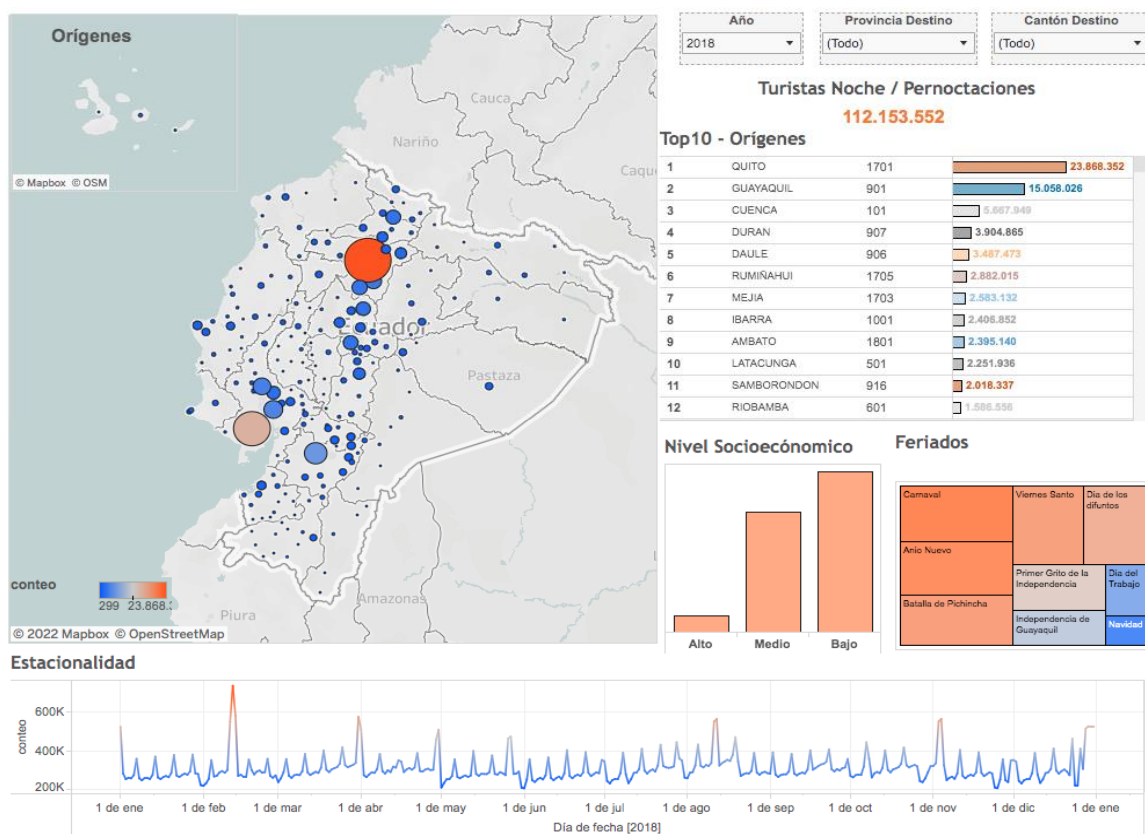 Orígenes
© Mapbox © OSM
Cauca
Nariño
Ecuador
Pastaza
Amazonas
Piura
conteo
299 23.868.
© 2022 Mapbox © OpenStreetMap
Año
2018
Provincia Destino
(Todo)
Cantón Destino
(Todo)
Turistas Noche / Pernoctaciones
112.153.552
Top10 - Orígenes
1 QUITO 1701 23.868.352
2 GUAYAQUIL 901 15.058.026
3 CUENCA 101 5.667.949
4 DURAN 907 3.904.865
5 DAULE 906 3.487.473
6 RUMIÑAHUI 1705 2.882.015
7 MEJIA 1703 2.583.132
8 IBARRA 1001 2.406.852
9 AMBATO 1801 2.395.140
10 LATACUNGA 501 2.251.936
11 SAMBORONDON 916 2.018.337
12 RIOBAMBA 601 1.586.556
Nivel Socioecónomico
Alto Medio Bajo
Feriados
Carnaval
Anio Nuevo
Batalla de Pichincha
Viernes Santo
Dia de los
difuntos
Primer Grito de la
Independencia
Dia del
Trabajo
Independencia de
Guayaquil
Navidad
Estacionalidad
conteo
600K
400K
200K
1 de ene 1 de feb 1 de mar 1 de abr 1 de may 1 de jun 1 de jul 1 de ago 1 de sep 1 de oct 1 de nov 1 de dic 1 de ene
Día de fecha [2018]